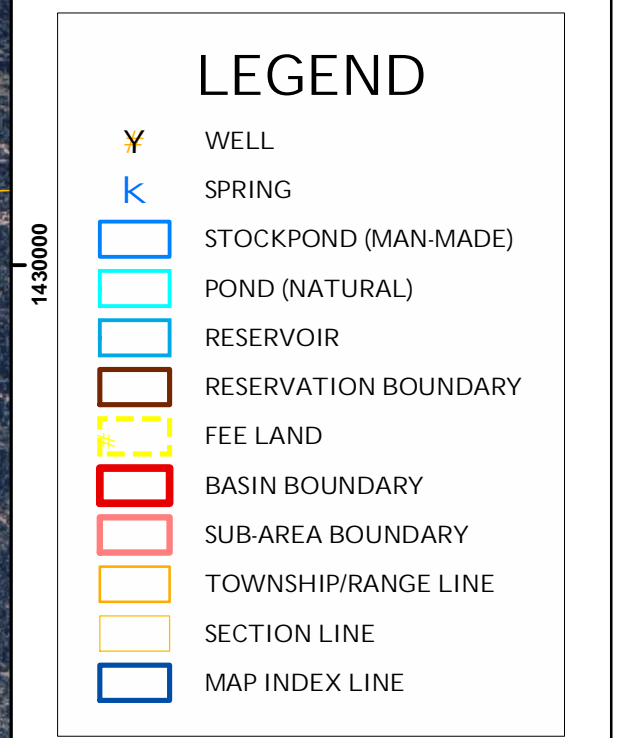 LEGEND
Y WELL
k SPRING
STOCKPOND (MAN-MADE)
POND (NATURAL)
RESERVOIR
RESERVATION BOUNDARY
# FEE LAND
BASIN BOUNDARY
SUB-AREA BOUNDARY
TOWNSHIP/RANGE LINE
SECTION LINE
MAP INDEX LINE
1430000